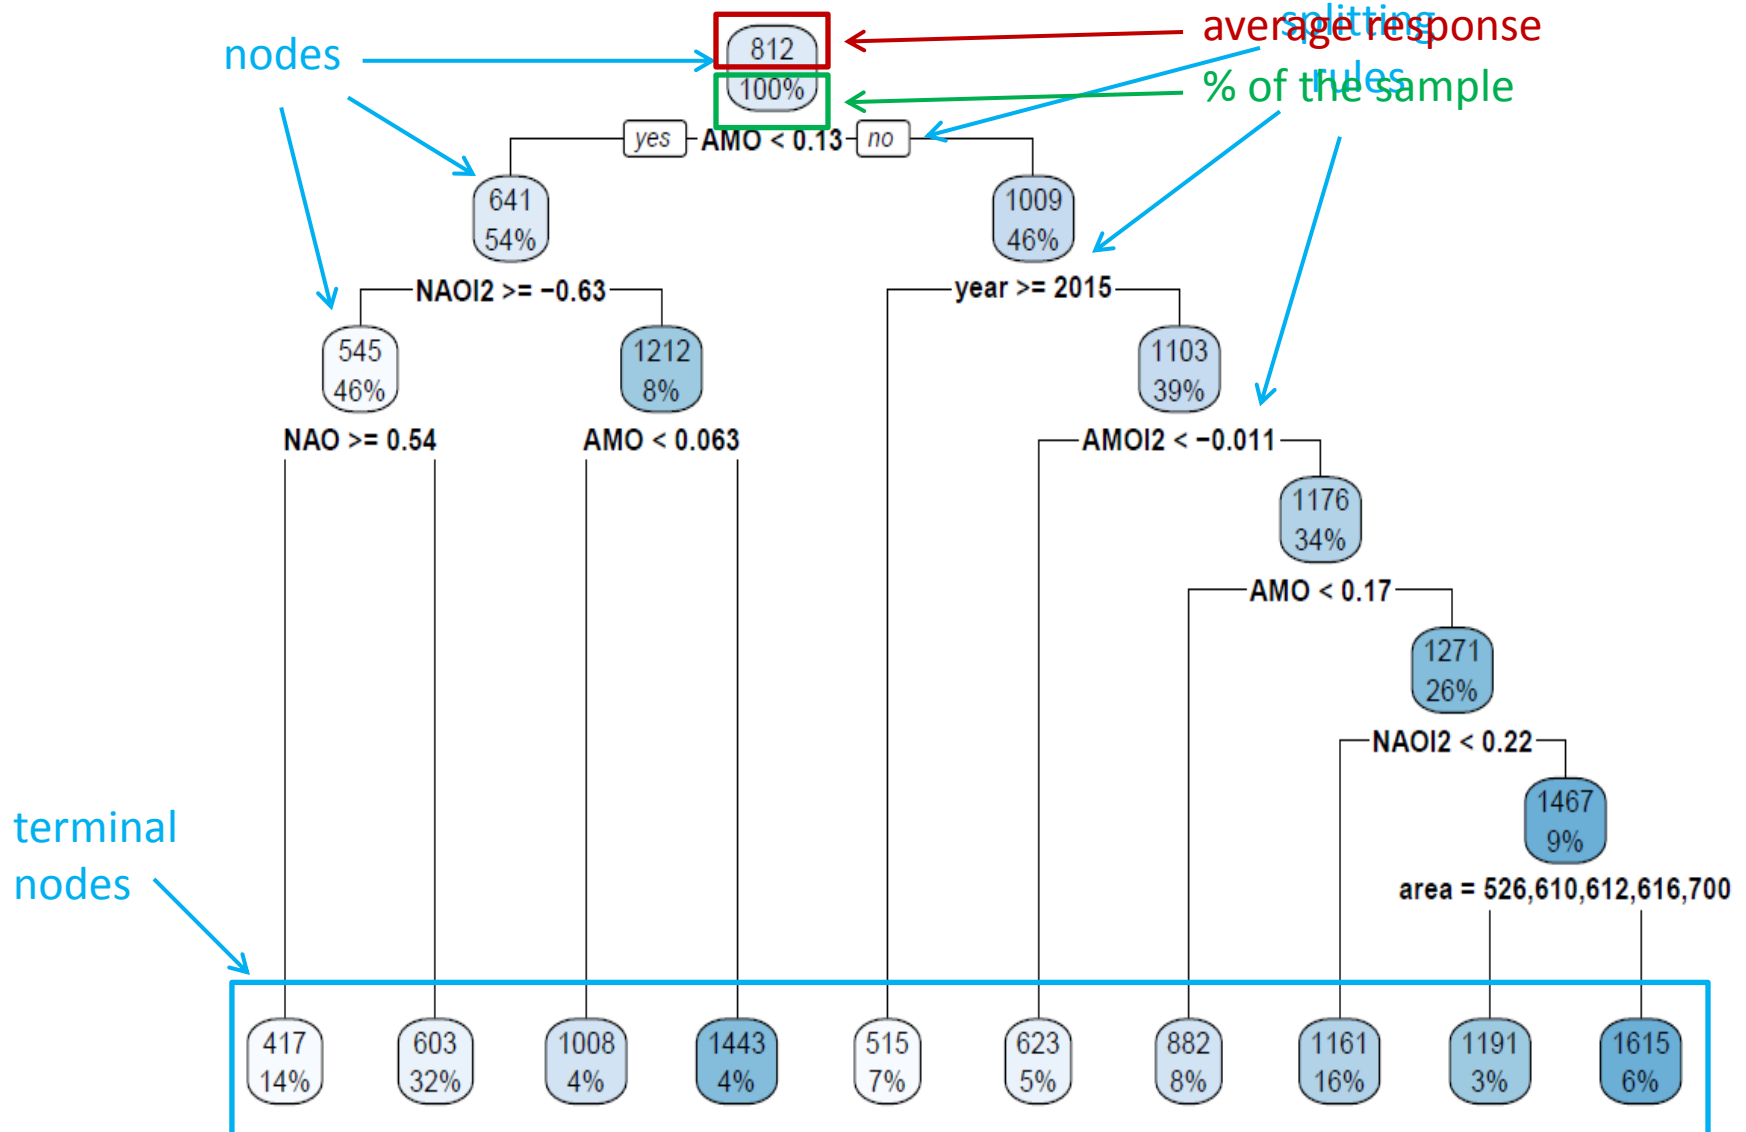 splitting
average response
nodes
812
rules
% of the sample
100%
yes
AMO < 0.13
no
641
54%
1009
46%
NAOI2 >= −0.63
year >= 2015
545
46%
1212
8%
1103
39%
NAO >= 0.54
AMO < 0.063
AMOI2 < −0.011
1176
34%
AMO < 0.17
1271
26%
NAOI2 < 0.22
1467
9%
terminal
nodes
area = 526,610,612,616,700
417
14%
603
32%
1008
4%
1443
4%
515
7%
623
5%
882
8%
1161
16%
1191
3%
1615
6%